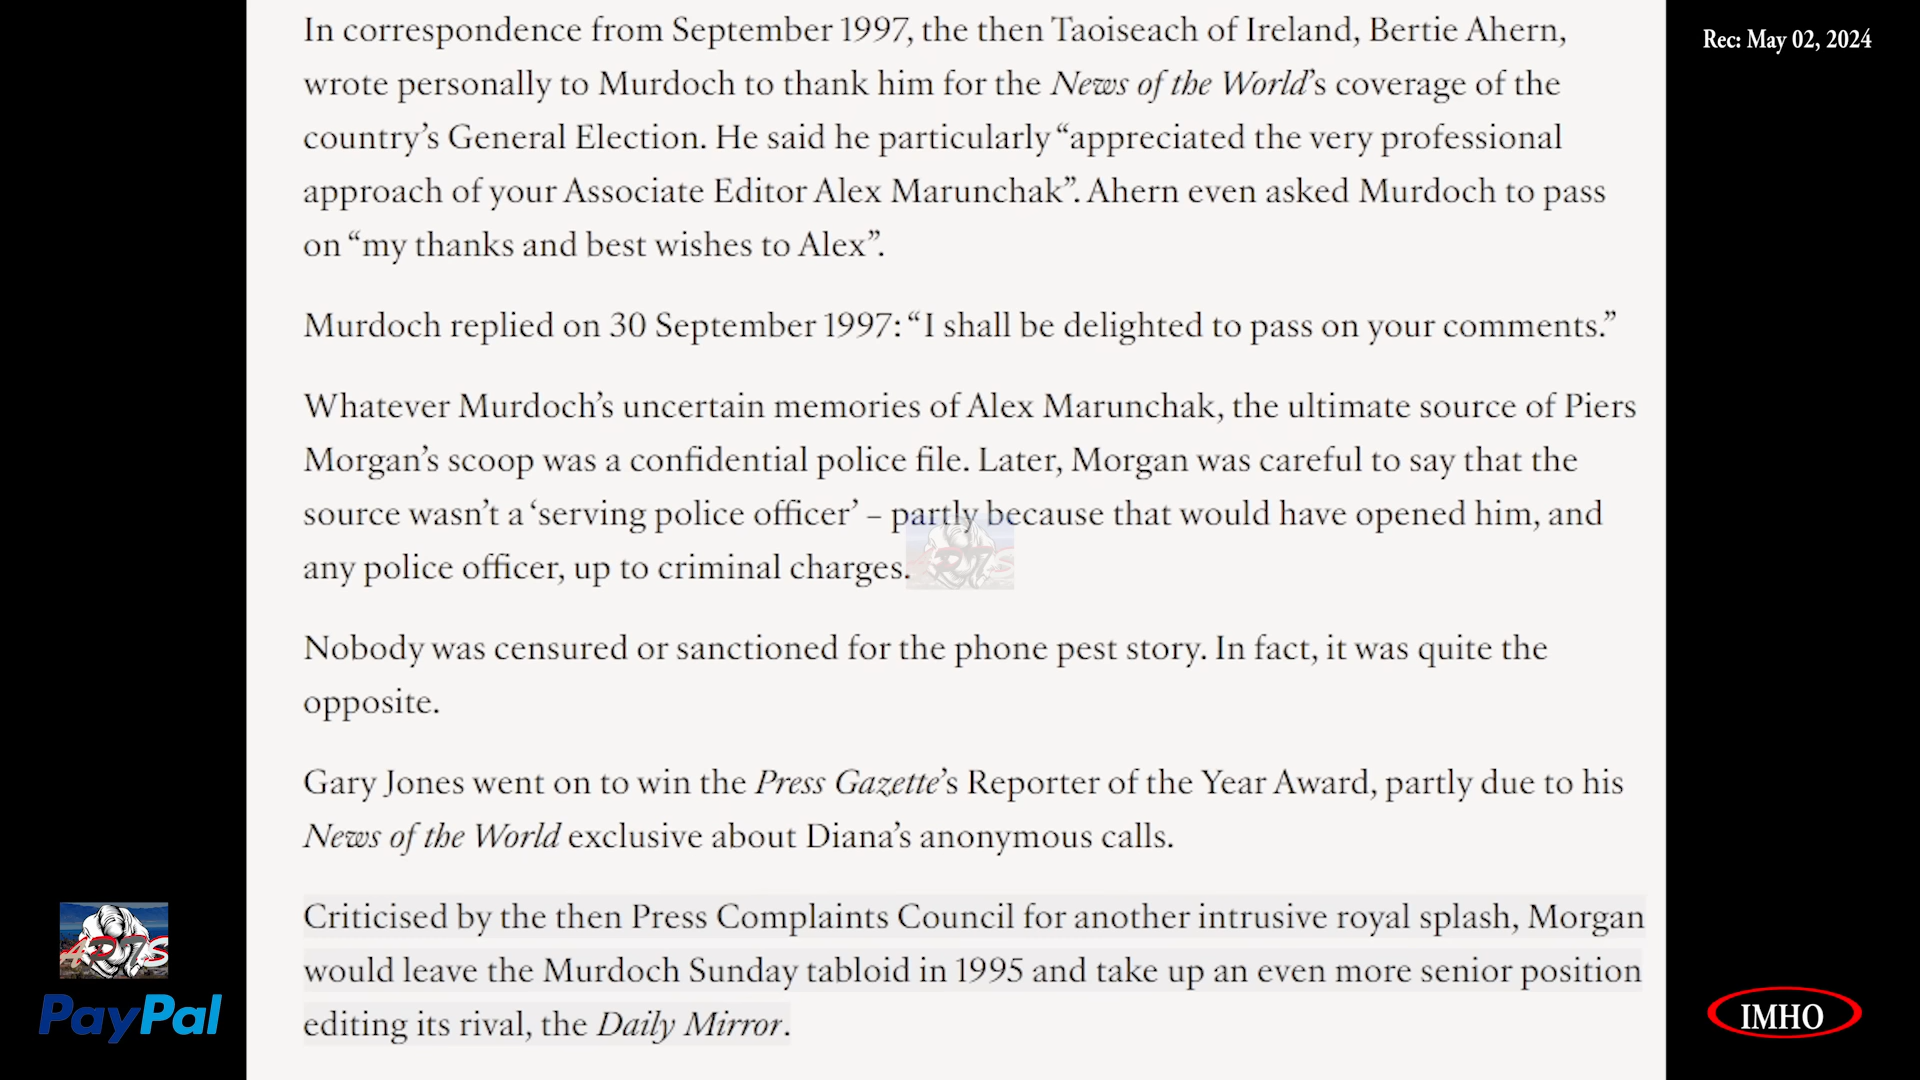 Rec: May 02, 2024
In correspondence from September 1997, the then Taoiseach of Ireland, Bertie Ahern,
wrote personally to Murdoch to thank him for the News of the World’s coverage of the
country’s General Election. He said he particularly “appreciated the very professional
approach of your Associate Editor Alex Marunchak”. Ahern even asked Murdoch to pass
on “my thanks and best wishes to Alex”.
Murdoch replied on 30 September 1997: “I shall be delighted to pass on your comments.”
Whatever Murdoch’s uncertain memories of Alex Marunchak, the ultimate source of Piers
Morgan’s scoop was a confidential police file. Later, Morgan was careful to say that the
source wasn’t a ‘serving police officer’ – partly because that would have opened him, and
any police officer, up to criminal charges.
Nobody was censured or sanctioned for the phone pest story. In fact, it was quite the
opposite.
Gary Jones went on to win the Press Gazette’s Reporter of the Year Award, partly due to his
News of the World exclusive about Diana’s anonymous calls.
Criticised by the then Press Complaints Council for another intrusive royal splash, Morgan
would leave the Murdoch Sunday tabloid in 1995 and take up an even more senior position
editing its rival, the Daily Mirror.
PayPal
IMHO